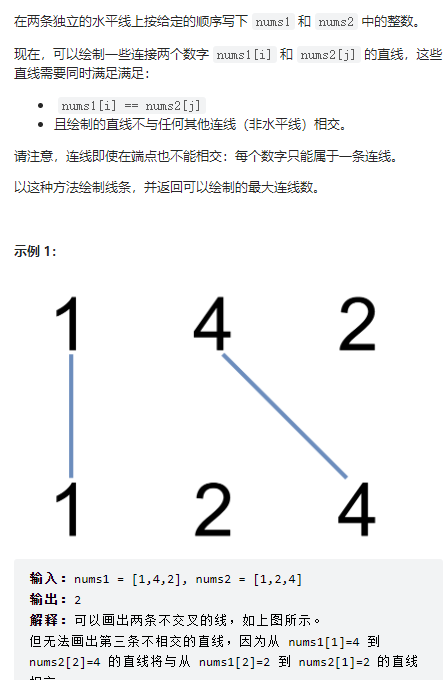 在两条独立的水平线上按给定的顺序写下 nums1 和 nums2 中的整数。
现在，可以绘制一些连接两个数字 nums1[i] 和 nums2[j] 的直线，这些
直线需要同时满足满足：
• nums1[i] == nums2[j]
• 且绘制的直线不与任何其他连线（非水平线）相交。
请注意，连线即使在端点也不能相交：每个数字只能属于一条连线。
以这种方法绘制线条，并返回可以绘制的最大连线数。
示例 1：
1 4 2
1 2 4
输入：nums1 = [1,4,2], nums2 = [1,2,4]
输出：2
解释：可以画出两条不交叉的线，如上图所示。
但无法画出第三条不相交的直线，因为从 nums1[1]=4 到
nums2[2]=4 的直线将与从 nums1[2]=2 到 nums2[1]=2 的直线